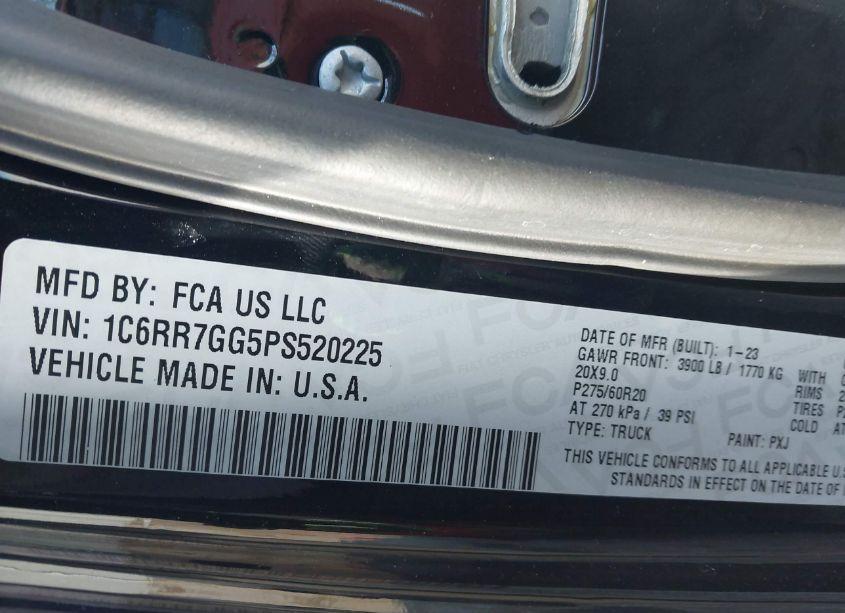 MFD BY: FCA US LLC
VIN: 1C6RR7GG5PS520225
VEHICLE MADE IN: U.S.A.
DATE OF MFR (BUILT): 1-23
GAWR FRONT: 3900 LB / 1770 KG WITH
20X9.0 RIMS
P275/60R20 TIRES
AT 270 kPa / 39 PSI COLD AT
TYPE: TRUCK PAINT: PXJ
THIS VEHICLE CONFORMS TO ALL APPLICABLE U.S
STANDARDS IN EFFECT ON THE DATE OF